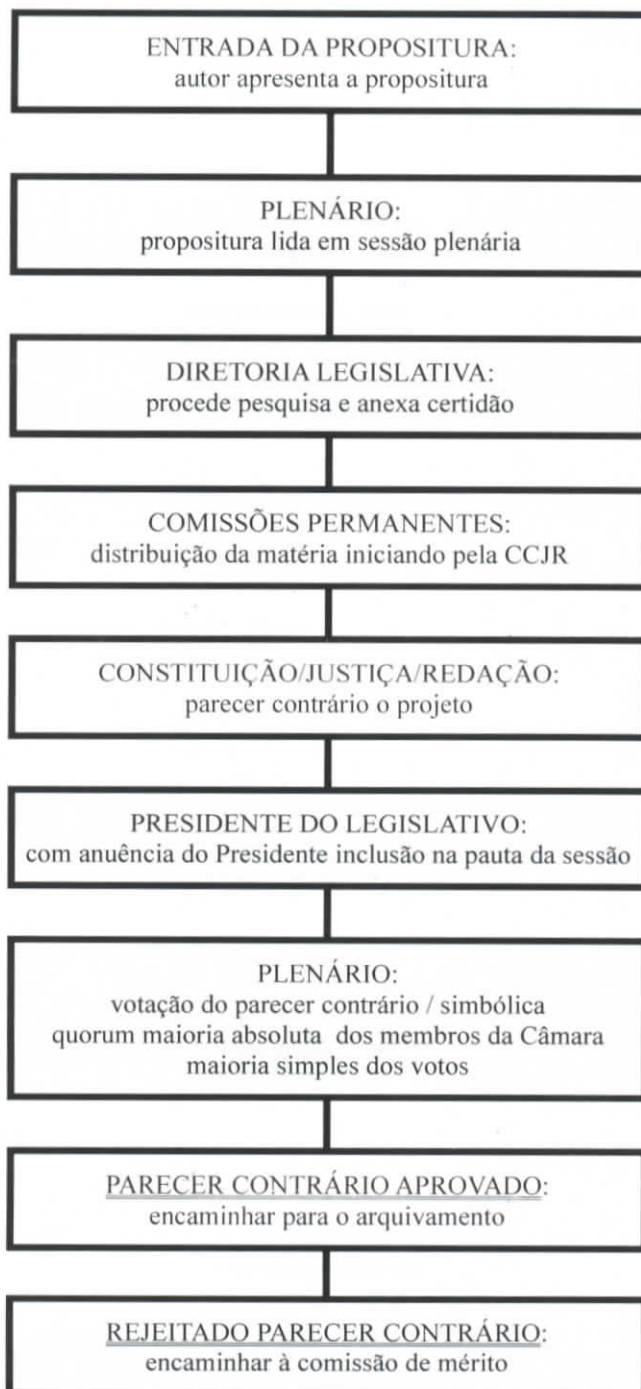 ENTRADA DA PROPOSITURA:
autor apresenta a propositura
PLENÁRIO:
propositura lida em sessão plenária
DIRETORIA LEGISLATIVA:
procede pesquisa e anexa certidão
COMISSÕES PERMANENTES:
distribuição da matéria iniciando pela CCJR
CONSTITUIÇÃO/JUSTIÇA/REDAÇÃO:
parecer contrário o projeto
PRESIDENTE DO LEGISLATIVO:
com anuência do Presidente inclusão na pauta da sessão
PLENÁRIO:
votação do parecer contrário / simbólica
quorum maioria absoluta dos membros da Câmara
maioria simples dos votos
PARECER CONTRÁRIO APROVADO:
encaminhar para o arquivamento
REJEITADO PARECER CONTRÁRIO:
encaminhar à comissão de mérito